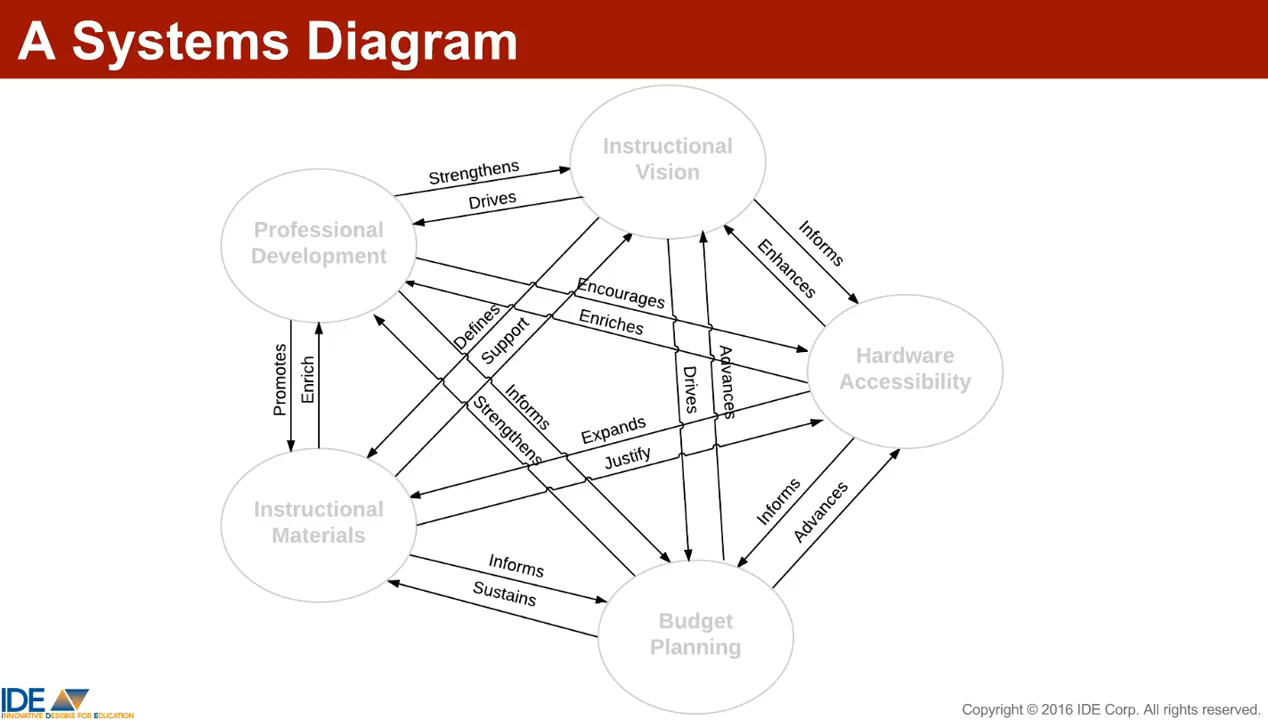 A Systems Diagram
Instructional
Vision
Strengthens
Drives
Professional
Development
Informs
Enhances
Encourages
Enriches
Defines
Support
Hardware
Accessibility
Promotes
Enrich
Drives
Advances
Informs
Strengthens
Expands
Justify
Instructional
Materials
Informs
Advances
Informs
Sustains
Budget
Planning
IDE
INNOVATIVE DESIGNS FOR EDUCATION
Copyright © 2016 IDE Corp. All rights reserved.